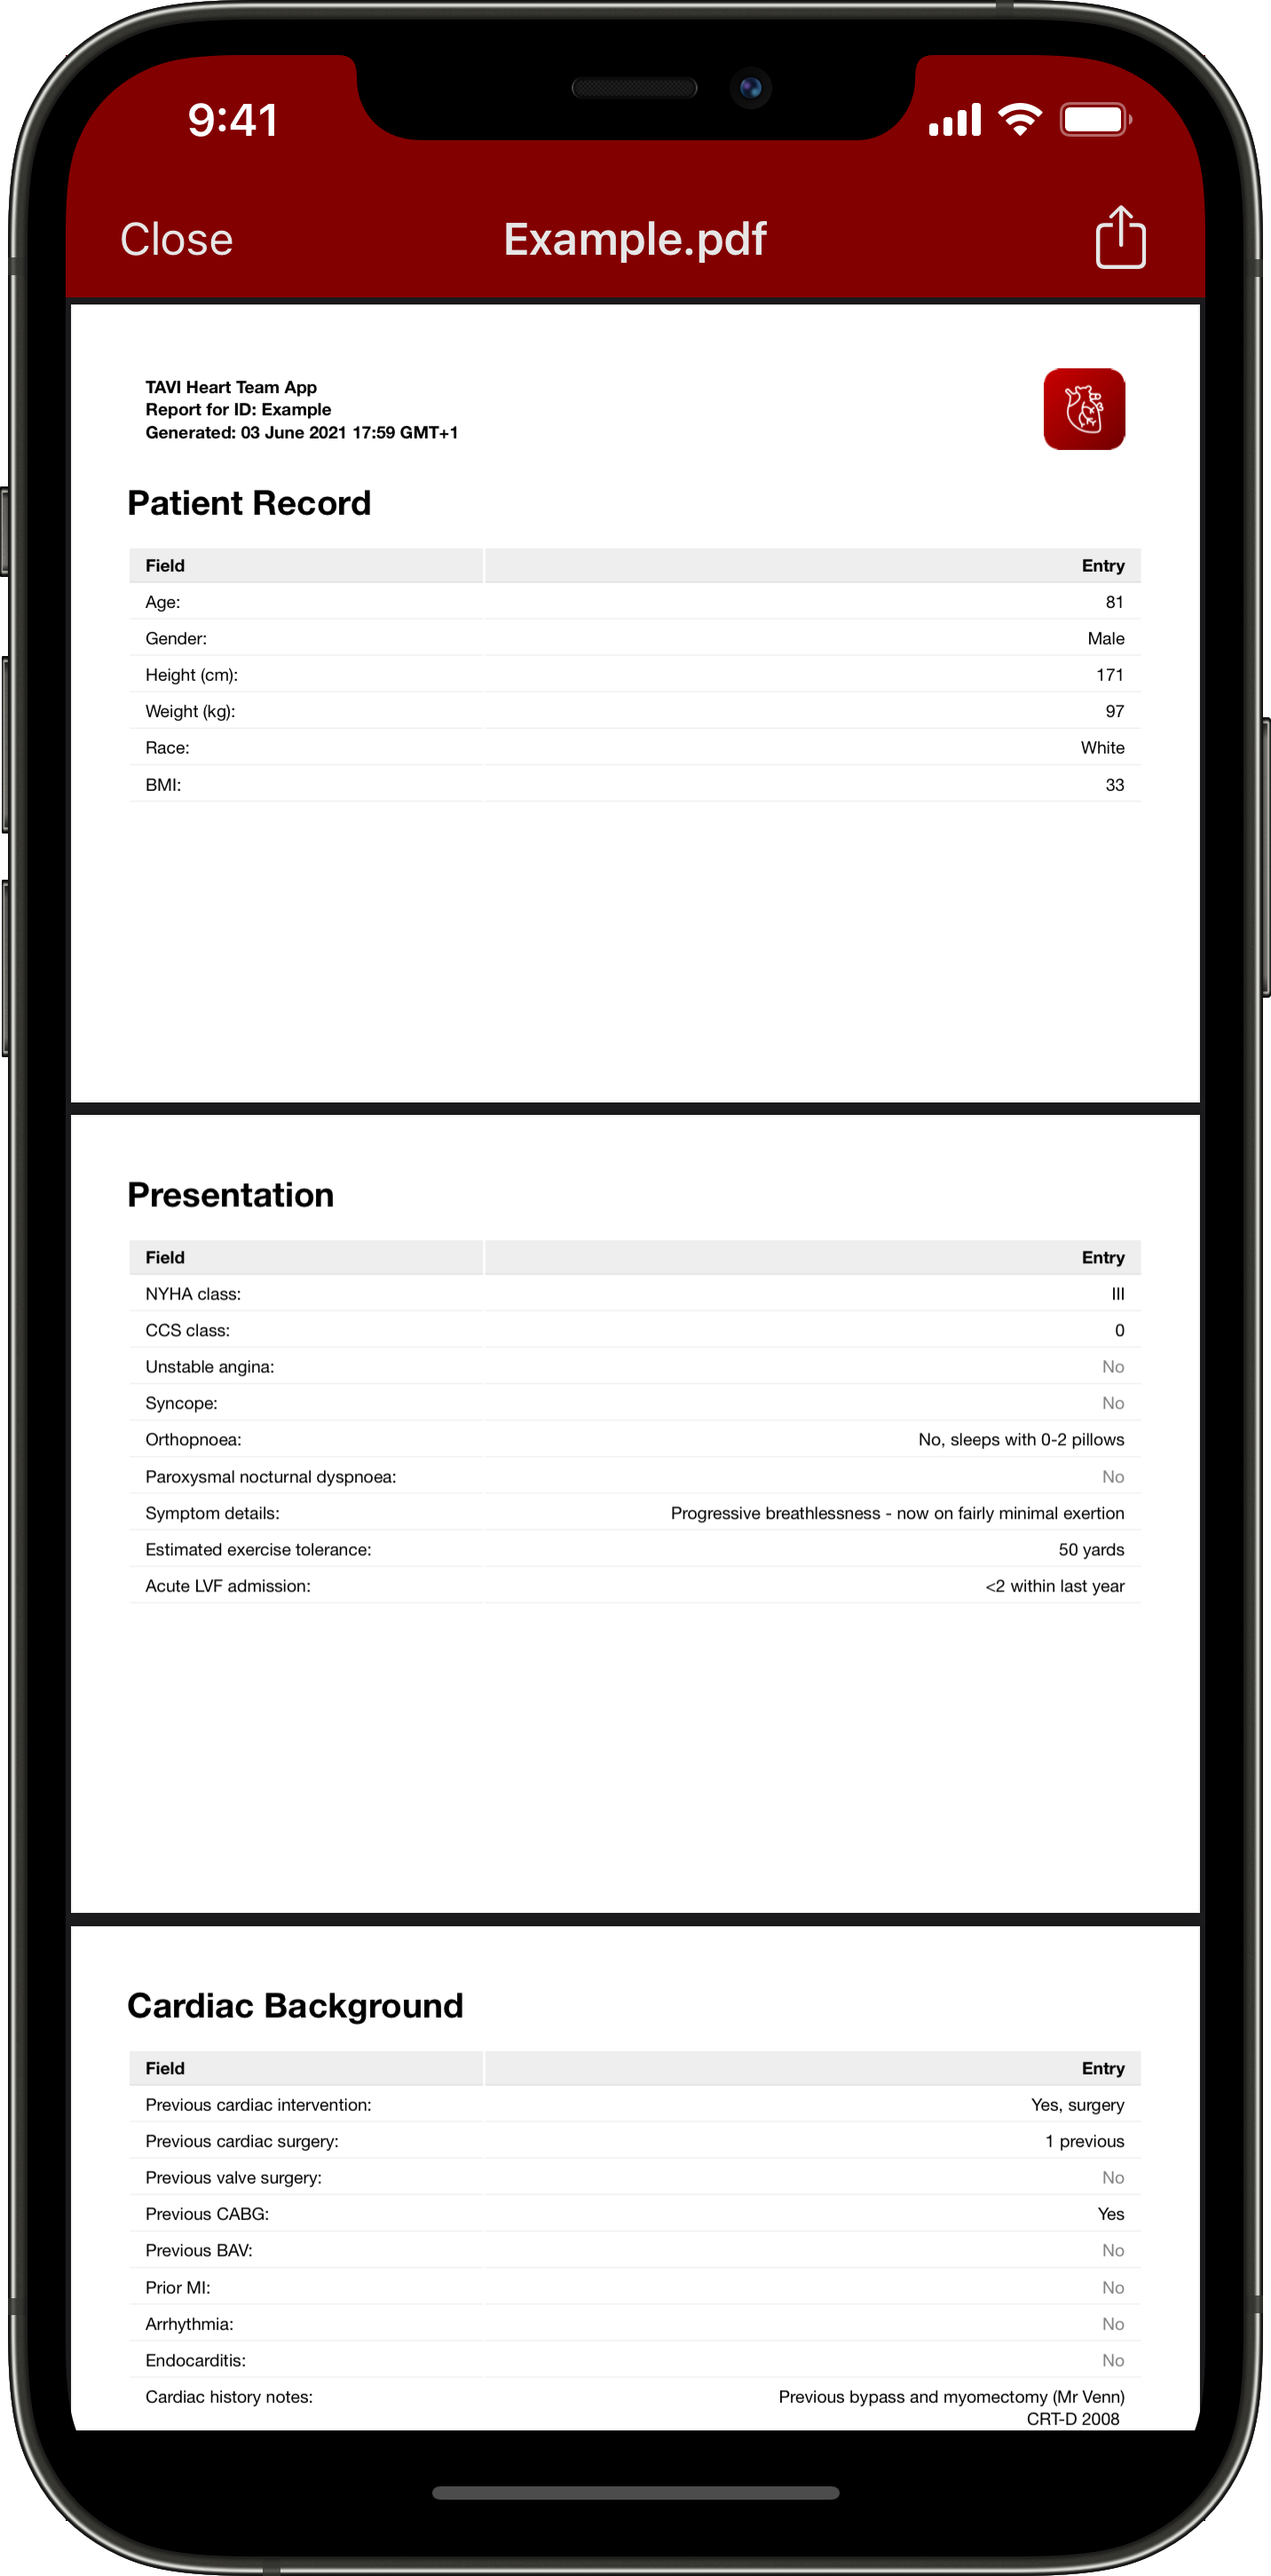 9:41
Close Example.pdf
TAVI Heart Team App
Report for ID: Example
Generated: 03 June 2021 17:59 GMT+1
Patient Record
Field Entry
Age: 81
Gender: Male
Height (cm): 171
Weight (kg): 97
Race: White
BMI: 33
Presentation
Field Entry
NYHA class: III
CCS class: 0
Unstable angina: No
Syncope: No
Orthopnoea: No, sleeps with 0-2 pillows
Paroxysmal nocturnal dyspnoea: No
Symptom details: Progressive breathlessness - now on fairly minimal exertion
Estimated exercise tolerance: 50 yards
Acute LVF admission: <2 within last year
Cardiac Background
Field Entry
Previous cardiac intervention: Yes, surgery
Previous cardiac surgery: 1 previous
Previous valve surgery: No
Previous CABG: Yes
Previous BAV: No
Prior MI: No
Arrhythmia: No
Endocarditis: No
Cardiac history notes: Previous bypass and myomectomy (Mr Venn)
CRT-D 2008